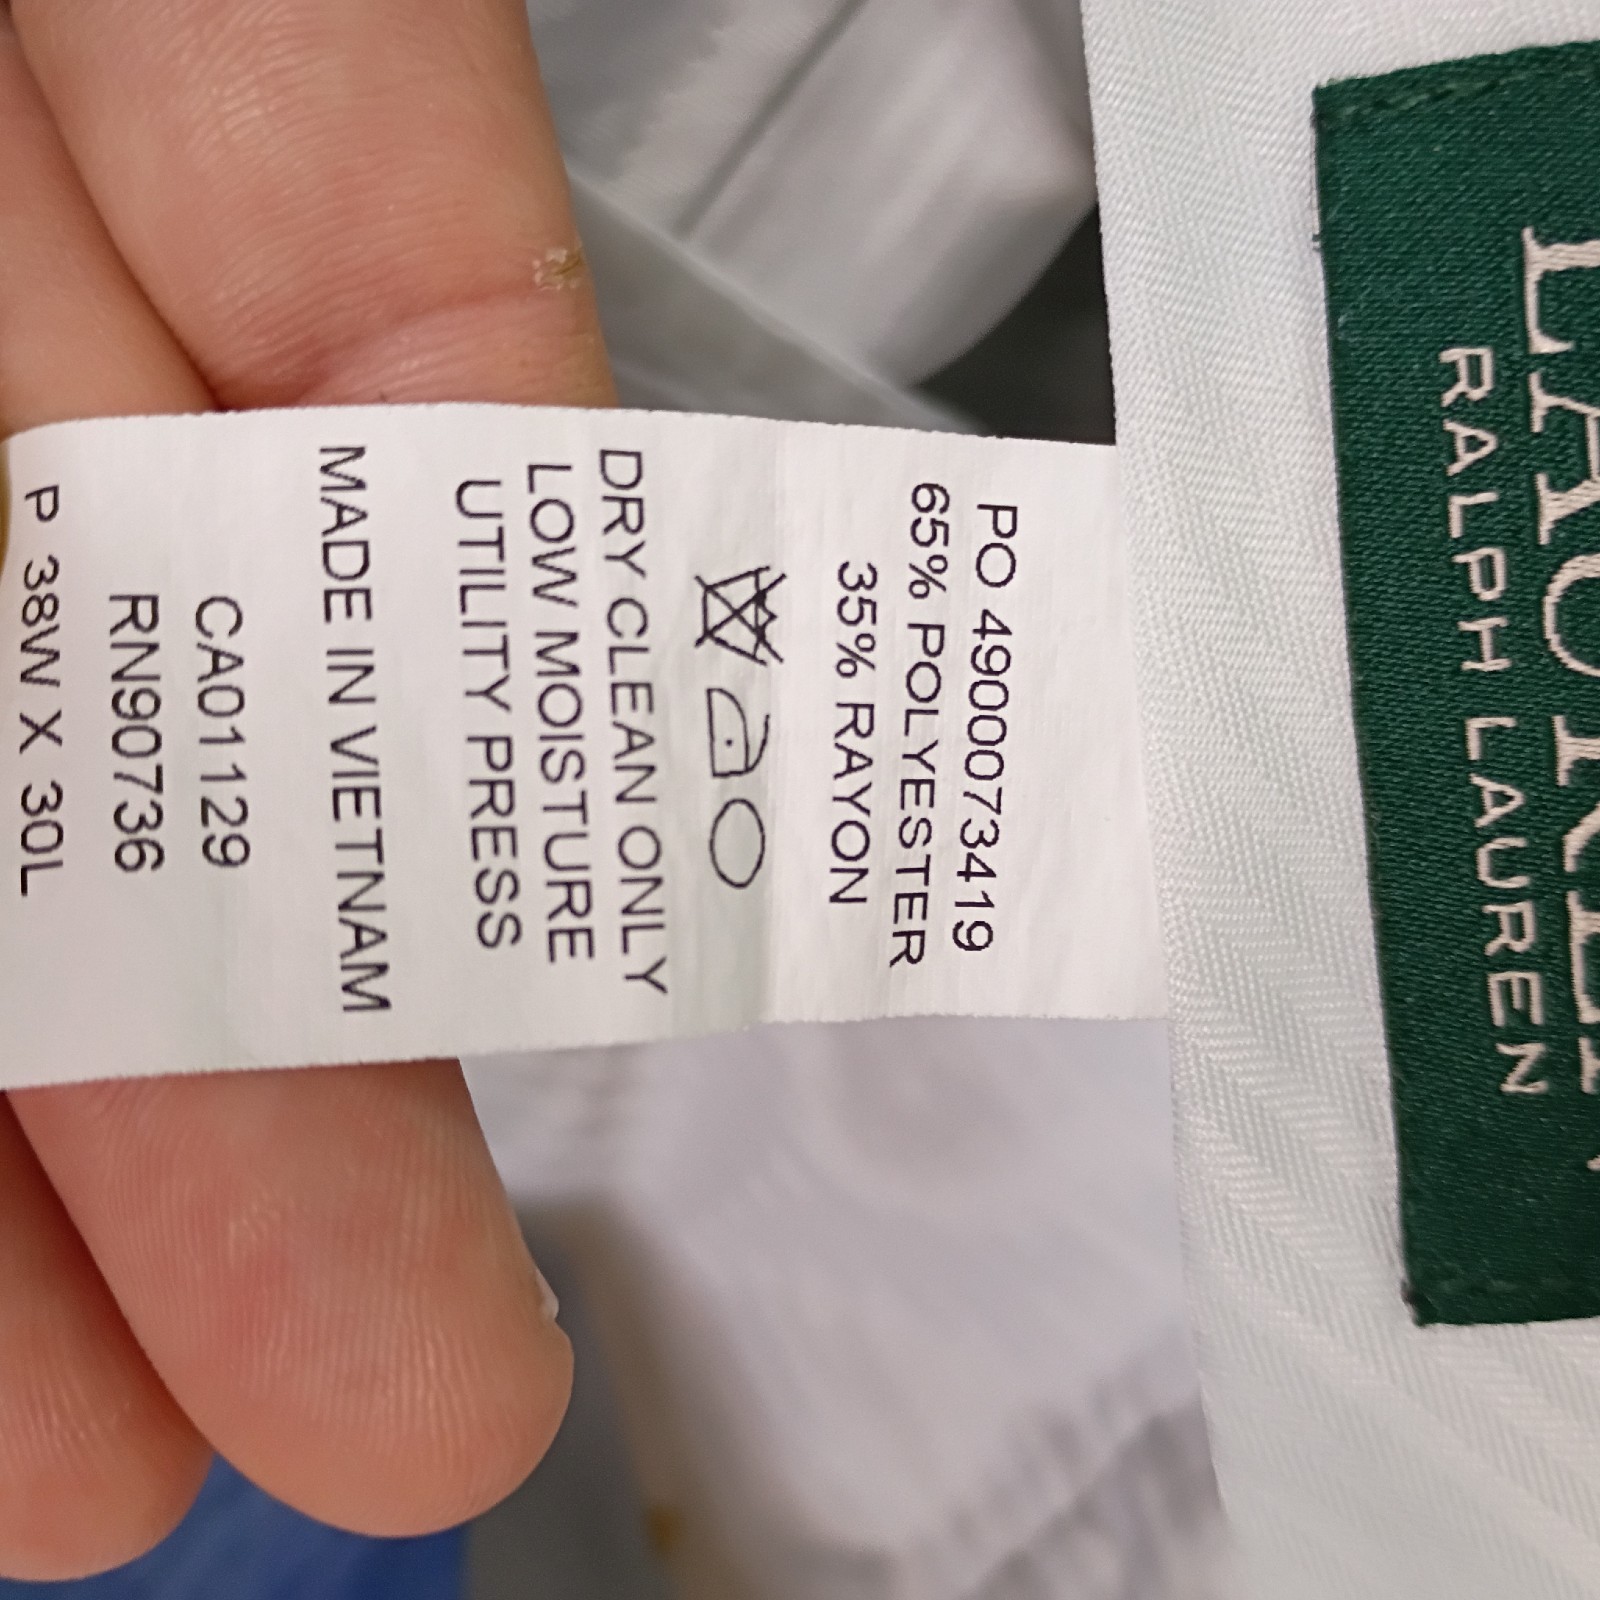 LAUREN
RALPH LAUREN
PO 4900073419
65% POLYESTER
35% RAYON
DRY CLEAN ONLY
LOW MOISTURE
UTILITY PRESS
MADE IN VIETNAM
CA01129
RN90736
P 38W X 30L